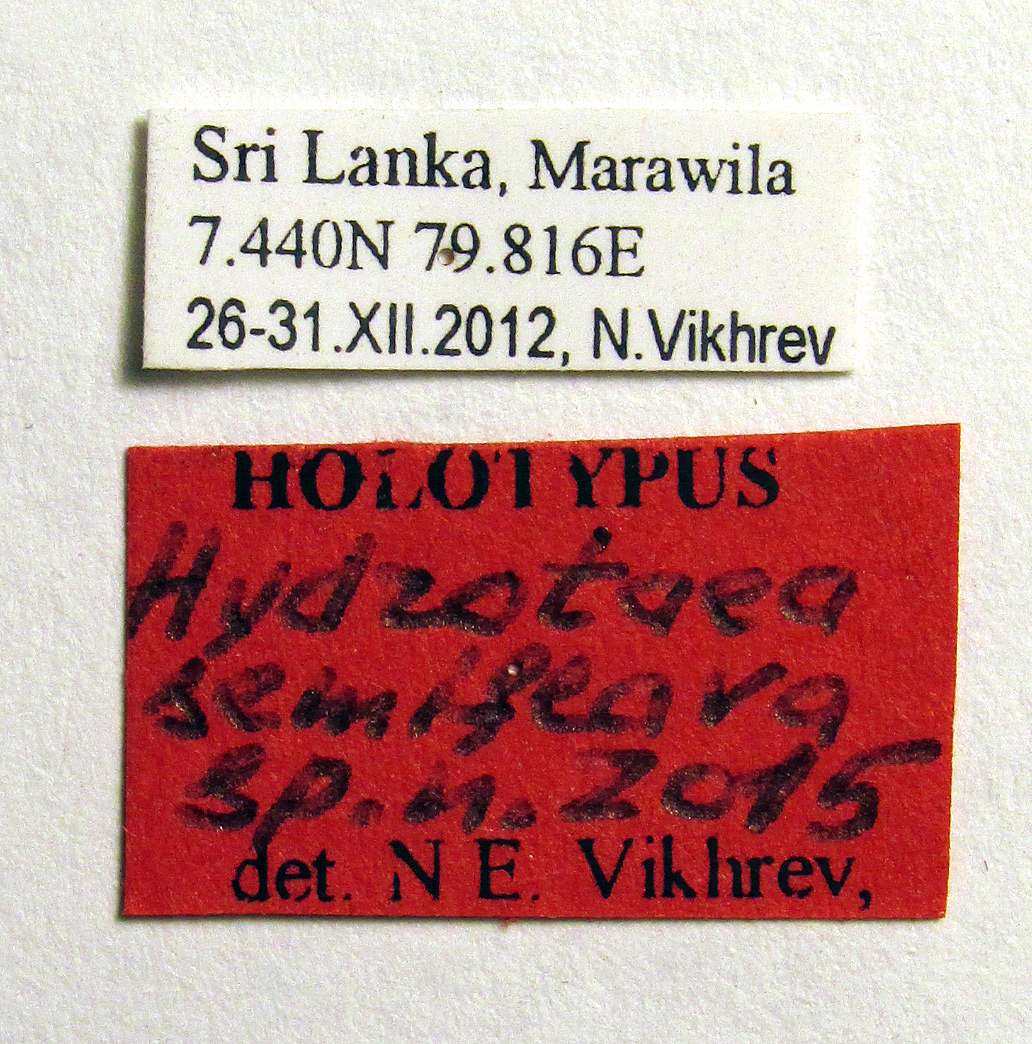 Sri Lanka, Marawila
7.440N 79.816E
26-31.XII.2012, N.Vikhrev
HOLOTYPUS
Hydrotaea
semiflava
sp.n. 2015
det. N E. Vikhrev,